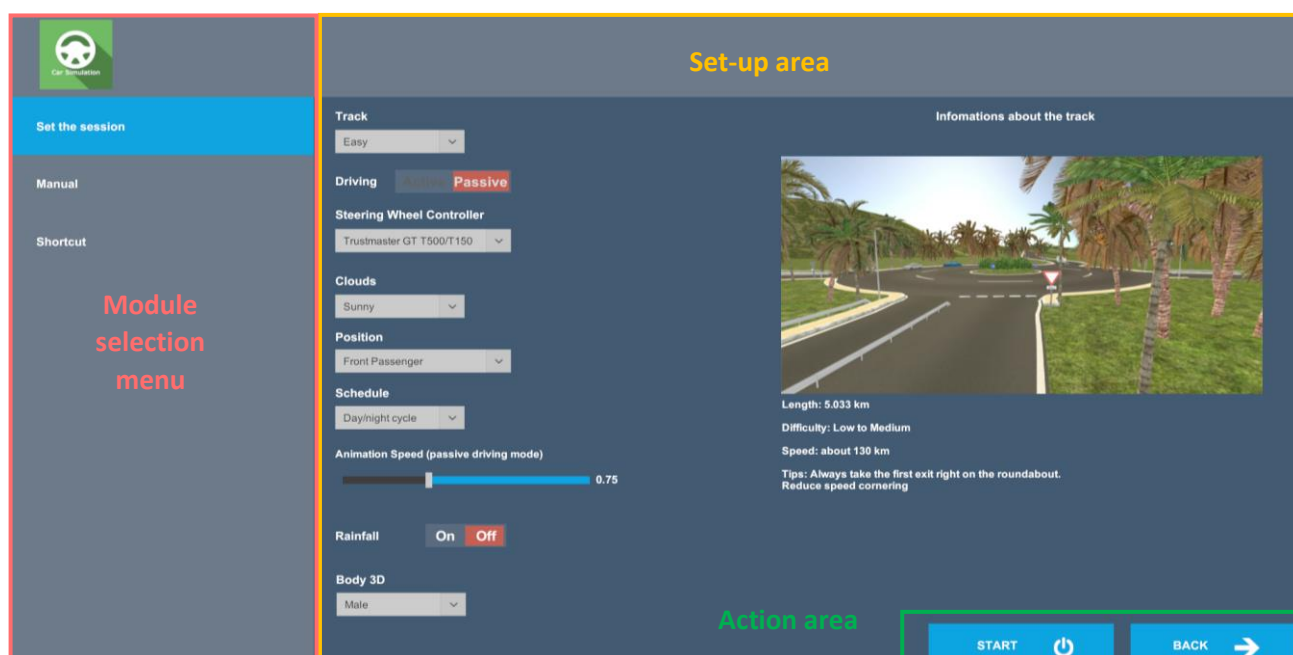 Car Simulation
Set-up area
Set the session
Manual
Shortcut
Module
selection
menu
Track
Easy
Driving Active Passive
Steering Wheel Controller
Trustmaster GT T500/T150
Clouds
Sunny
Position
Front Passenger
Schedule
Day/night cycle
Animation Speed (passive driving mode)
0.75
Rainfall On Off
Body 3D
Male
Infomations about the track
Length: 5.033 km
Difficulty: Low to Medium
Speed: about 130 km
Tips: Always take the first exit right on the roundabout.
Reduce speed cornering
Action area
START
BACK